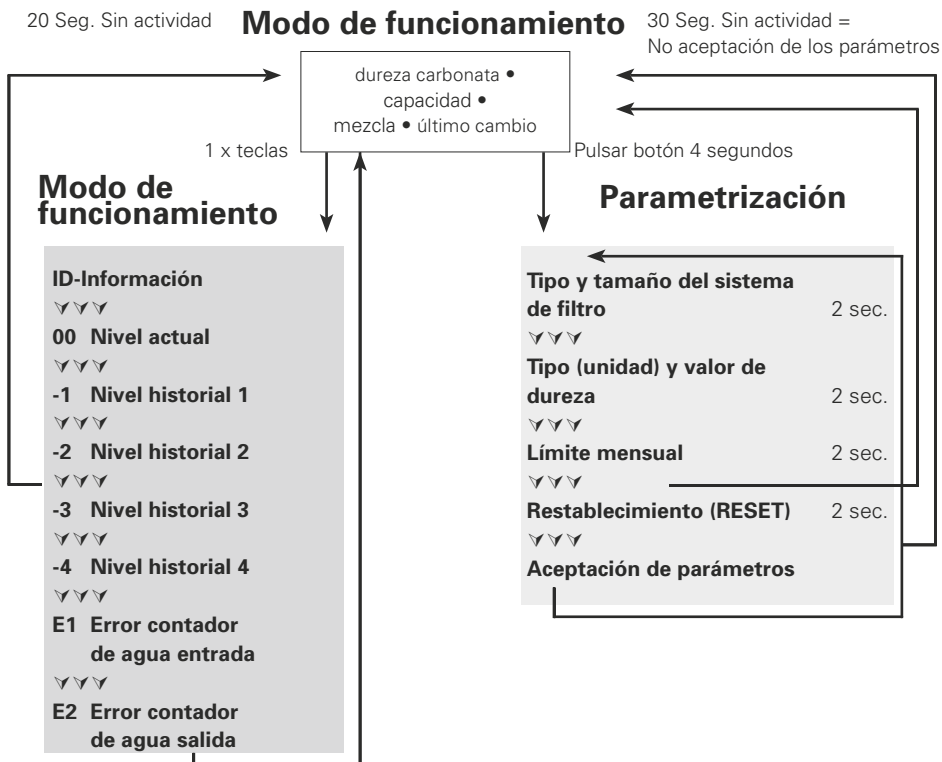 20 Seg. Sin actividad
Modo de funcionamiento
30 Seg. Sin actividad =
No aceptación de los parámetros
dureza carbonata •
capacidad •
mezcla • último cambio
1 x teclas
Pulsar botón 4 segundos
Modo de
funcionamiento
ID-Información
00 Nivel actual
-1 Nivel historial 1
-2 Nivel historial 2
-3 Nivel historial 3
-4 Nivel historial 4
E1 Error contador
de agua entrada
E2 Error contador
de agua salida
Parametrización
Tipo y tamaño del sistema
de filtro 2 sec.
Tipo (unidad) y valor de
dureza 2 sec.
Límite mensual 2 sec.
Restablecimiento (RESET) 2 sec.
Aceptación de parámetros